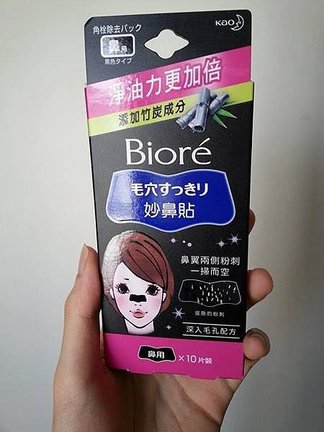 Kao
角栓除去パック
鼻用
黒色タイプ
淨油力更加倍
添加竹炭成分
Bioré
毛穴すっきり
妙鼻貼
鼻翼兩側粉刺
一掃而空
拔除的粉刺
深入毛孔配方
鼻用 ×10片裝